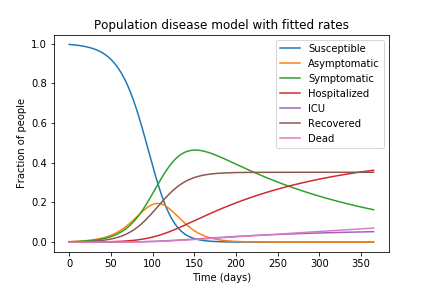 Population disease model with fitted rates
Fraction of people
1.0
0.8
0.6
0.4
0.2
0.0
Susceptible
Asymptomatic
Symptomatic
Hospitalized
ICU
Recovered
Dead
0 50 100 150 200 250 300 350
Time (days)